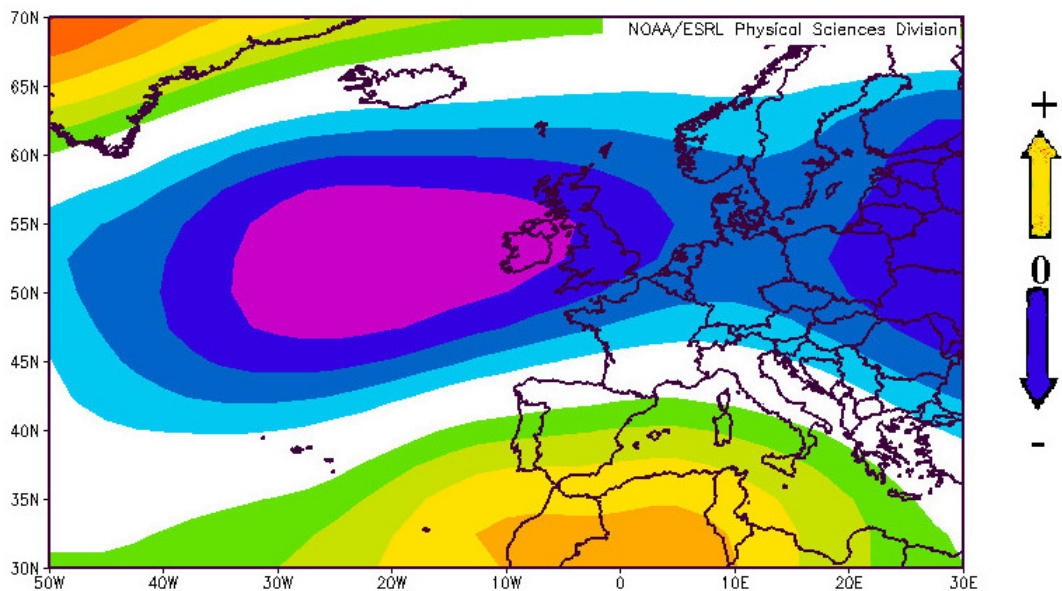 70N
NOAA/ESRL Physical Sciences Division
65N
60N
55N
50N
45N
40N
35N
30N
50W 40W 30W 20W 10W 0 10E 20E 30E
+
0
-